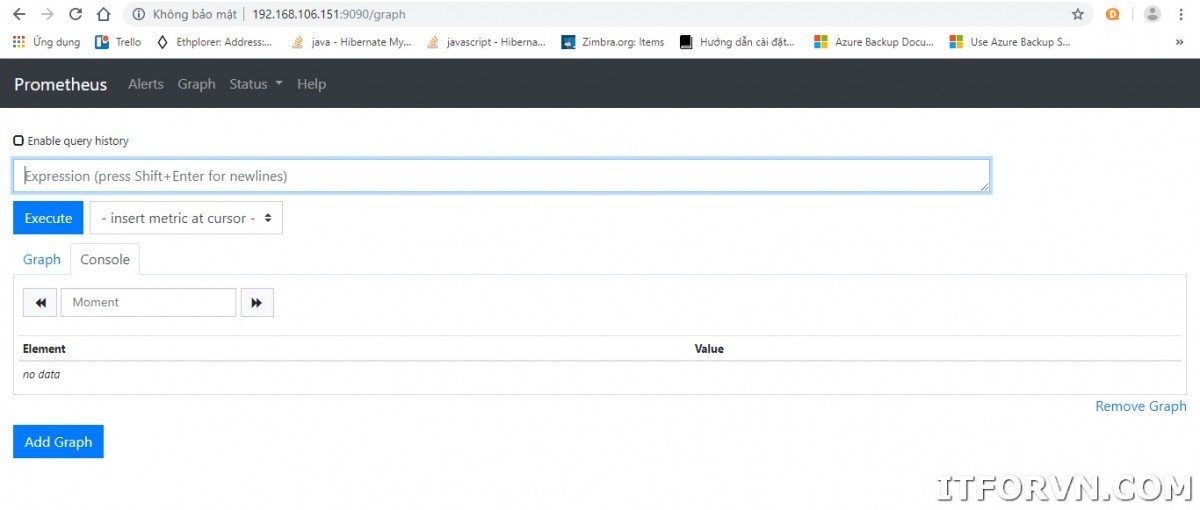 Không bảo mật | 192.168.106.151:9090/graph
Ứng dụng Trello Ethplorer: Address:... java - Hibernate My... javascript - Hiberna... Zimbra.org: Items Hướng dẫn cài đặt... Azure Backup Docu... Use Azure Backup S... »
Prometheus Alerts Graph Status Help
Enable query history
Expression (press Shift+Enter for newlines)
Execute - insert metric at cursor -
Graph Console
Moment
Element Value
no data
Remove Graph
Add Graph
ITFORVN.COM